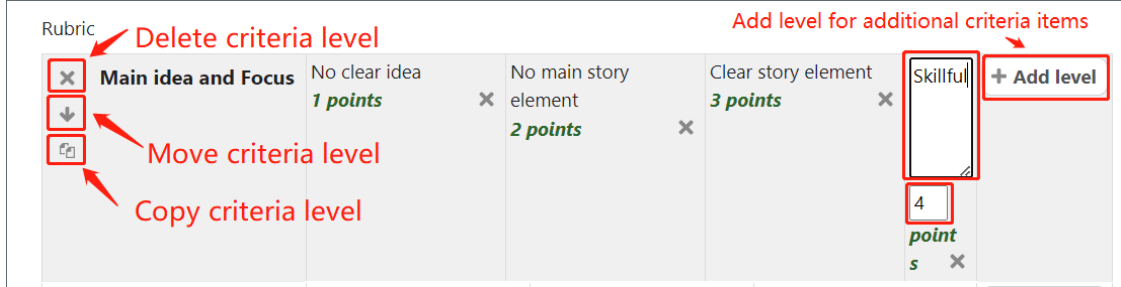 Rubric
Delete criteria level
Add level for additional criteria items
Main idea and Focus
No clear idea
1 points
No main story
element
2 points
Clear story element
3 points
Skillful
4
point
s
+ Add level
Move criteria level
Copy criteria level